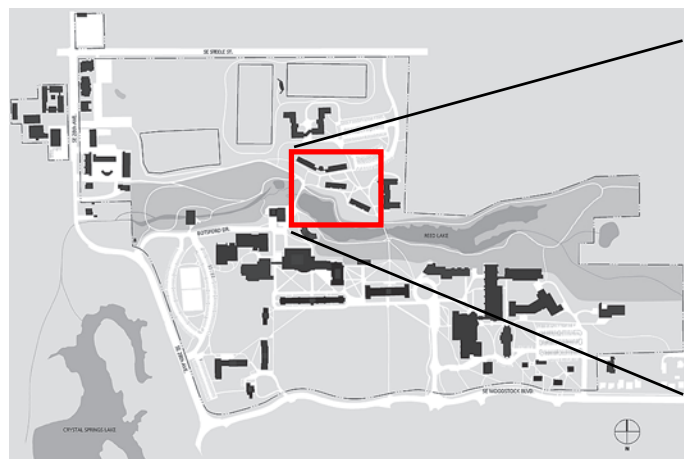 SE STEELE ST.
SE 28TH AVE.
BOTSFORD DR.
REED LAKE
SE 28TH AVE.
SE WOODSTOCK BLVD.
CRYSTAL SPRINGS LAKE
N